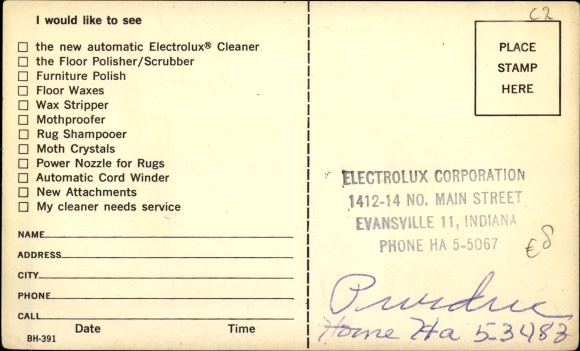 I would like to see
☐ the new automatic Electrolux® Cleaner
☐ the Floor Polisher/Scrubber
☐ Furniture Polish
☐ Floor Waxes
☐ Wax Stripper
☐ Mothproofer
☐ Rug Shampooer
☐ Moth Crystals
☐ Power Nozzle for Rugs
☐ Automatic Cord Winder
☐ New Attachments
☐ My cleaner needs service
NAME
ADDRESS
CITY
PHONE
CALL
Date Time
BH-391
C2
PLACE
STAMP
HERE
ELECTROLUX CORPORATION
1412-14 NO. MAIN STREET
EVANSVILLE 11, INDIANA
PHONE HA 5-5067
€8
Purdue
Home Ha 5-3483